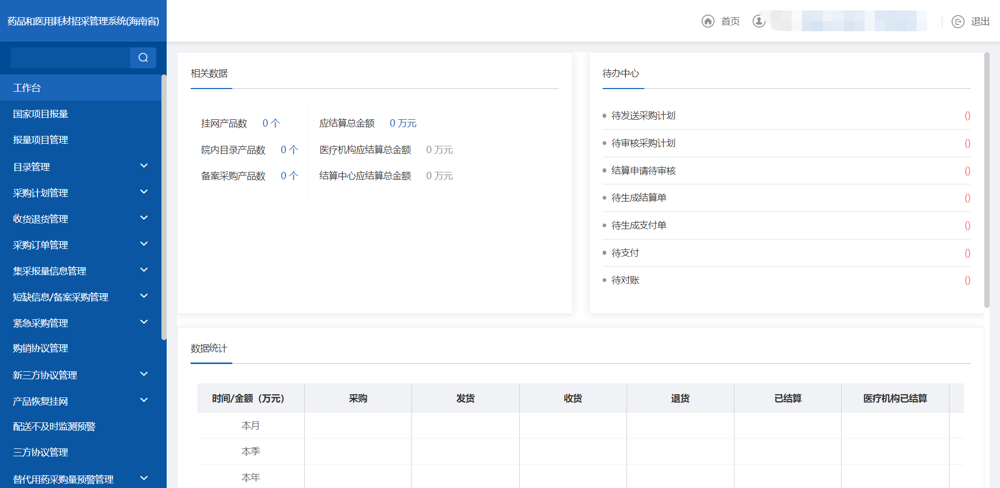 药品和医用耗材招采管理系统(海南省)
首页
退出
工作台
国家项目报量
报量项目管理
目录管理
采购计划管理
收货退货管理
采购订单管理
集采报量信息管理
短缺信息/备案采购管理
紧急采购管理
购销协议管理
新三方协议管理
产品恢复挂网
配送不及时监测预警
三方协议管理
替代用药采购量预警管理
相关数据
挂网产品数 0 个
院内目录产品数 0 个
备案采购产品数 0 个
应结算总金额 0 万元
医疗机构应结算总金额 0 万元
结算中心应结算总金额 0 万元
待办中心
待发送采购计划 ()
待审核采购计划 ()
结算申请待审核 ()
待生成结算单 ()
待生成支付单 ()
待支付 ()
待对账 ()
数据统计
时间/金额（万元） 采购 发货 收货 退货 已结算 医疗机构已结算
本月
本季
本年